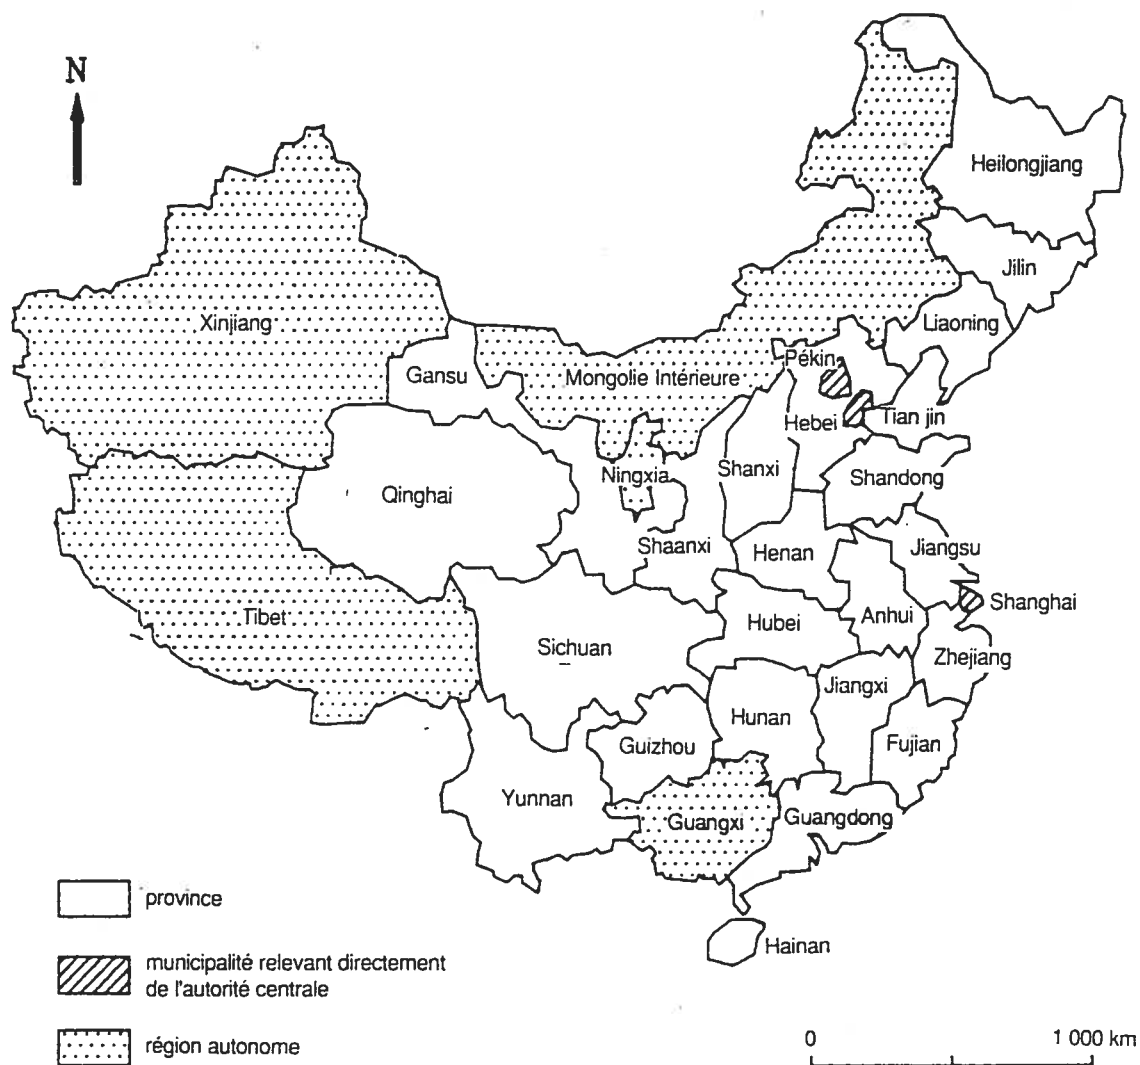 N
Heilongjiang
Jilin
Xinjiang
Liaoning
Pékin
Gansu
Mongolie Intérieure
Hebei
Tian jin
Ningxia
Shanxi
Shandong
Qinghai
Shaanxi
Henan
Jiangsu
Tibet
Hubei
Anhui
Shanghai
Sichuan
Zhejiang
Jiangxi
Hunan
Guizhou
Fujian
Yunnan
Guangxi
Guangdong
Hainan
province
municipalité relevant directement
de l'autorité centrale
région autonome
0
1 000 km